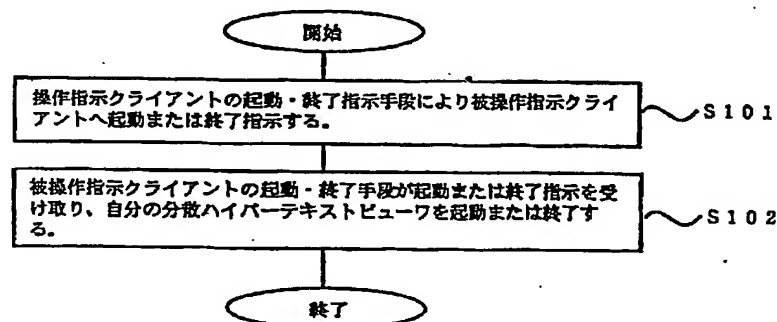 開始
操作指示クライアントの起動・終了指示手段により被操作指示クライ
アントへ起動または終了指示する。
S101
被操作指示クライアントの起動・終了手段が起動または終了指示を受
け取り、自分の分散ハイパーテキストビューワを起動または終了す
る。
S102
終了